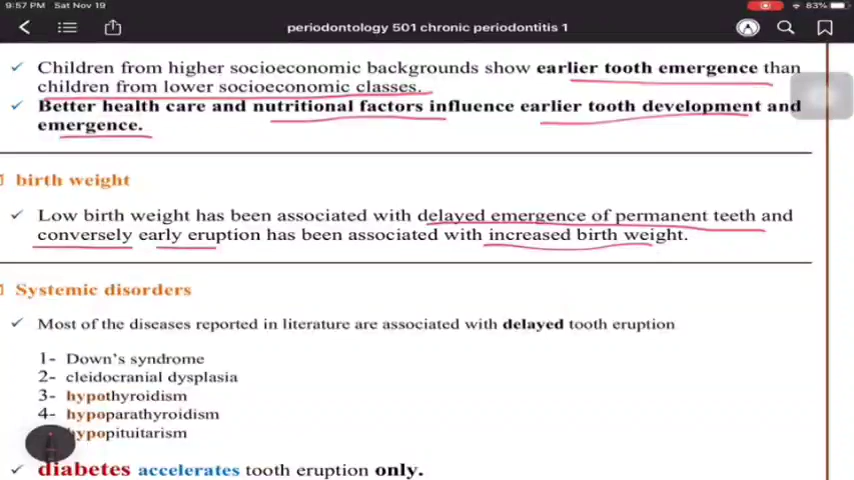 9:57 PM Sat Nov 19 83%
periodontology 501 chronic periodontitis 1
✓ Children from higher socioeconomic backgrounds show earlier tooth emergence than
children from lower socioeconomic classes.
✓ Better health care and nutritional factors influence earlier tooth development and
emergence.
birth weight
✓ Low birth weight has been associated with delayed emergence of permanent teeth and
conversely early eruption has been associated with increased birth weight.
Systemic disorders
✓ Most of the diseases reported in literature are associated with delayed tooth eruption
1- Down's syndrome
2- cleidocranial dysplasia
3- hypothyroidism
4- hypoparathyroidism
hypopituitarism
✓ diabetes accelerates tooth eruption only.